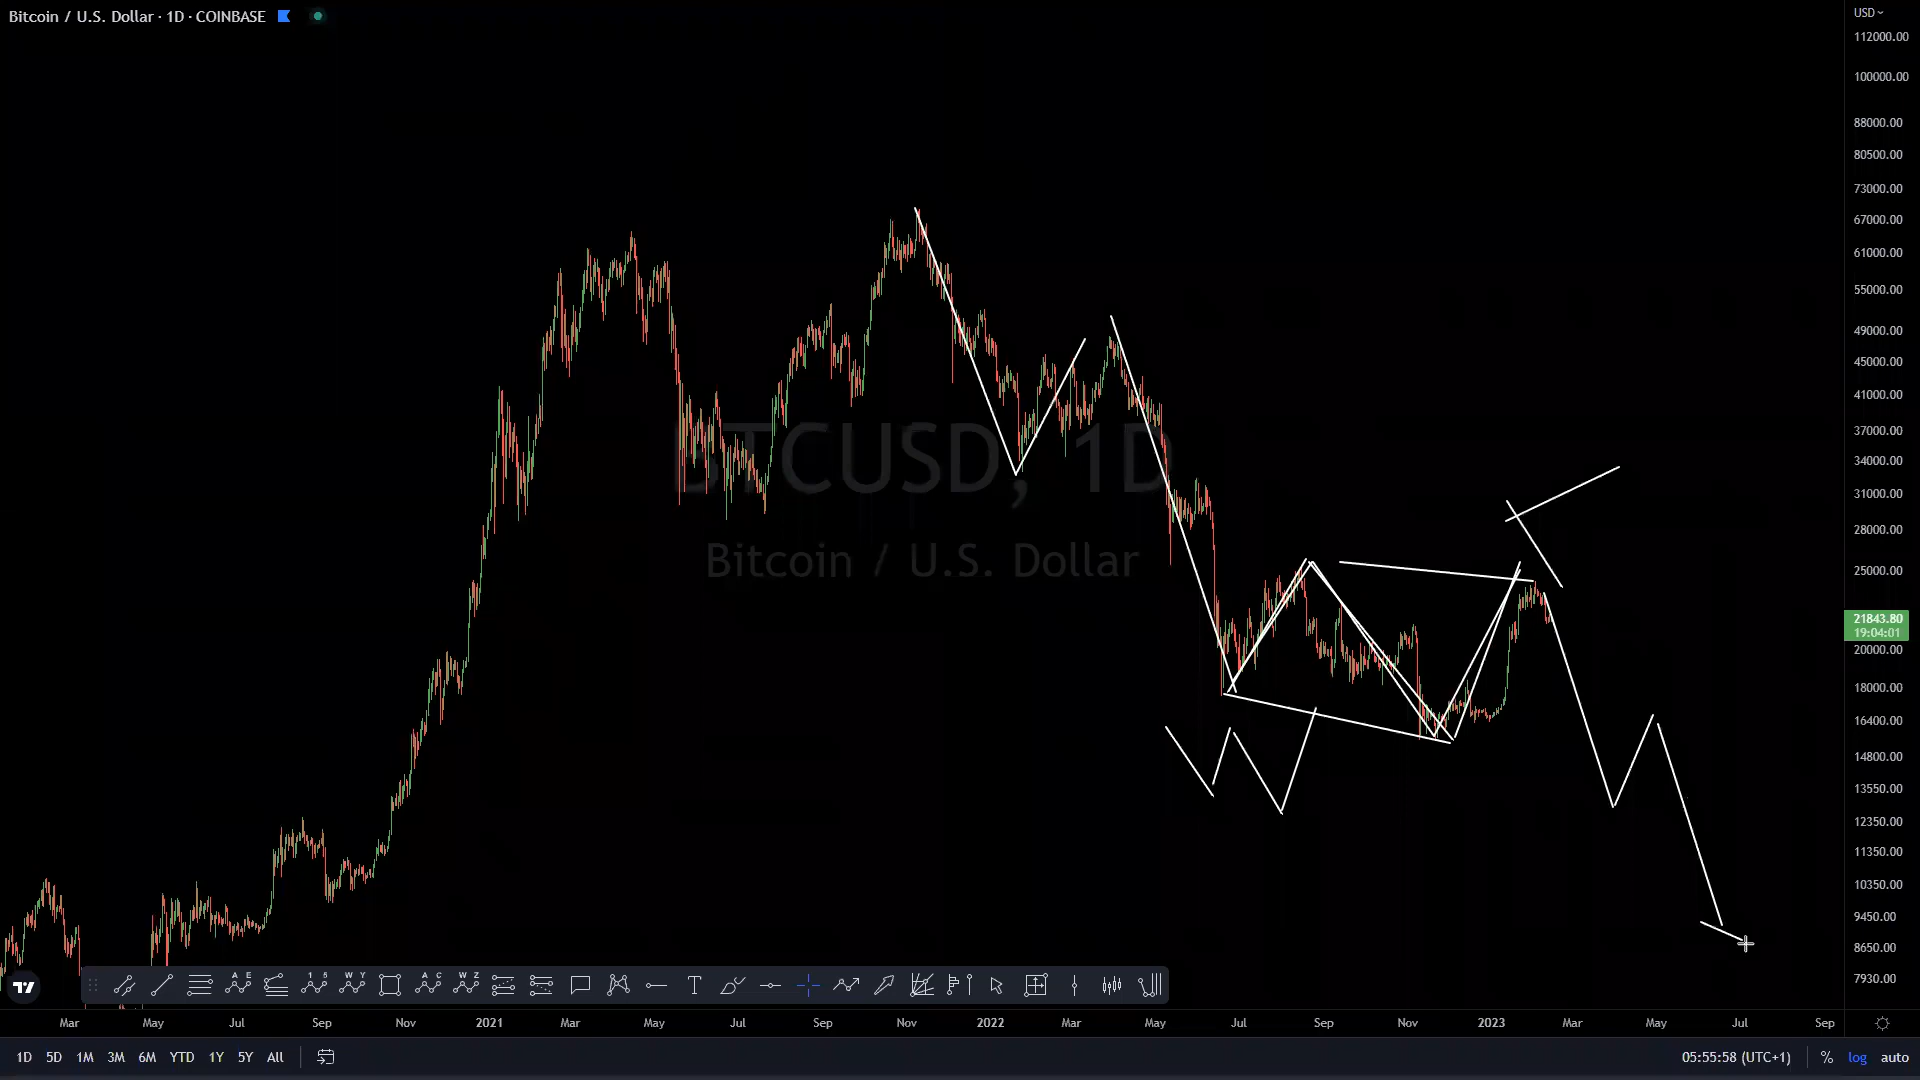 Bitcoin / U.S. Dollar · 1D · COINBASE
USD
112000.00
100000.00
88000.00
80500.00
73000.00
67000.00
61000.00
55000.00
49000.00
45000.00
41000.00
37000.00
34000.00
31000.00
28000.00
25000.00
21843.80
19:04:01
20000.00
18000.00
16400.00
14800.00
13550.00
12350.00
11350.00
10350.00
9450.00
8650.00
7930.00
BTCUSD, 1D
Bitcoin / U.S. Dollar
A E
1 5
W Y
A C
W Z
T
Mar May Jul Sep Nov 2021 Mar May Jul Sep Nov 2022 Mar May Jul Sep Nov 2023 Mar May Jul Sep
1D 5D 1M 3M 6M YTD 1Y 5Y All 05:55:58 (UTC+1) % log auto